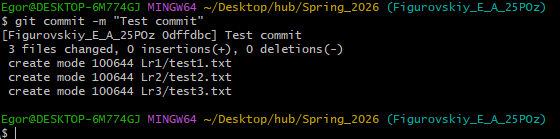 Egor@DESKTOP-6M774GJ MINGW64 ~/Desktop/hub/Spring_2026 (Figurovskiy_E_A_25POz)
$ git commit -m "Test commit"
[Figurovskiy_E_A_25POz 0dffdbc] Test commit
 3 files changed, 0 insertions(+), 0 deletions(-)
 create mode 100644 Lr1/test1.txt
 create mode 100644 Lr2/test2.txt
 create mode 100644 Lr3/test3.txt
Egor@DESKTOP-6M774GJ MINGW64 ~/Desktop/hub/Spring_2026 (Figurovskiy_E_A_25POz)
$